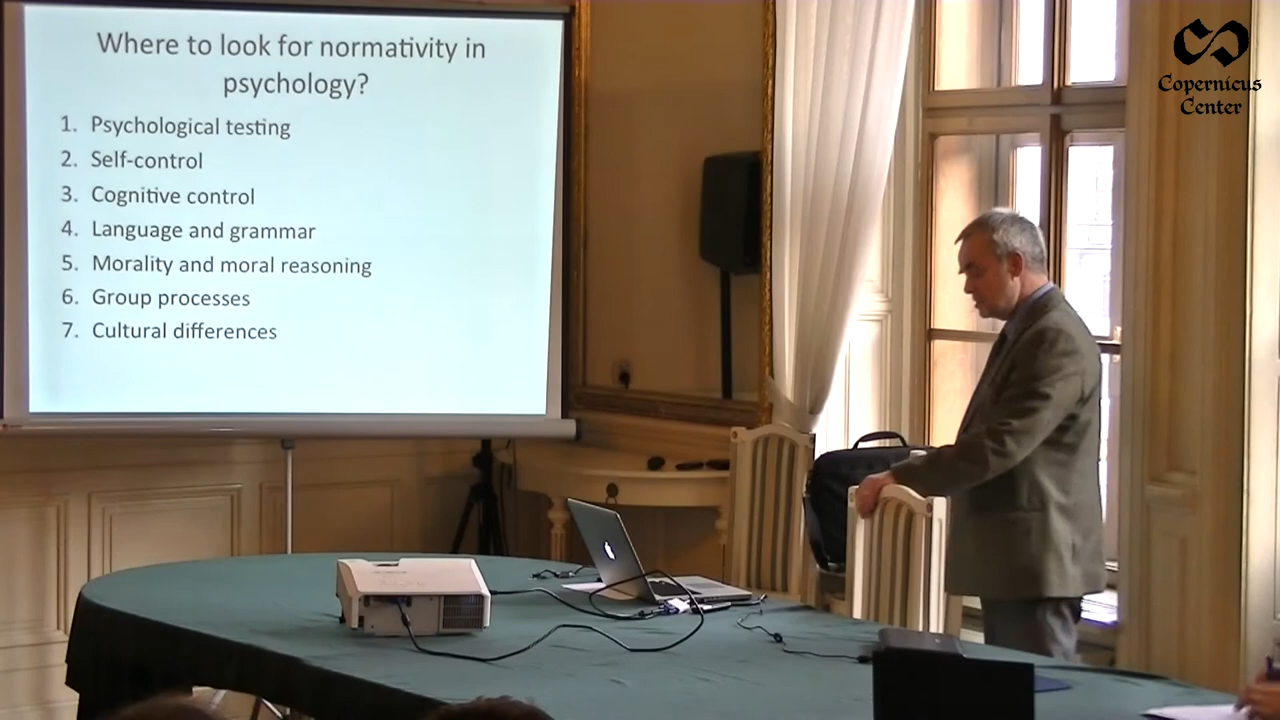 Where to look for normativity in
psychology?
1. Psychological testing
2. Self-control
3. Cognitive control
4. Language and grammar
5. Morality and moral reasoning
6. Group processes
7. Cultural differences
Copernicus
Center